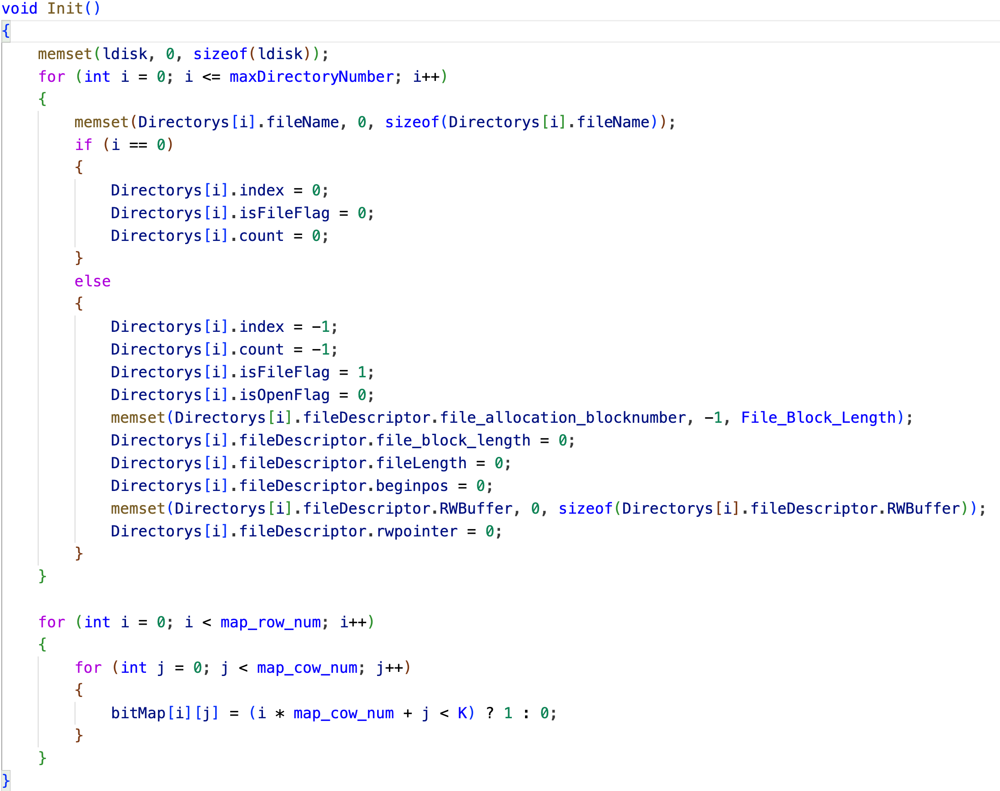 void Init()
{
    memset(ldisk, 0, sizeof(ldisk));
    for (int i = 0; i <= maxDirectoryNumber; i++)
    {
        memset(Directorys[i].fileName, 0, sizeof(Directorys[i].fileName));
        if (i == 0)
        {
            Directorys[i].index = 0;
            Directorys[i].isFileFlag = 0;
            Directorys[i].count = 0;
        }
        else
        {
            Directorys[i].index = -1;
            Directorys[i].count = -1;
            Directorys[i].isFileFlag = 1;
            Directorys[i].isOpenFlag = 0;
            memset(Directorys[i].fileDescriptor.file_allocation_blocknumber, -1, File_Block_Length);
            Directorys[i].fileDescriptor.file_block_length = 0;
            Directorys[i].fileDescriptor.fileLength = 0;
            Directorys[i].fileDescriptor.beginpos = 0;
            memset(Directorys[i].fileDescriptor.RWBuffer, 0, sizeof(Directorys[i].fileDescriptor.RWBuffer));
            Directorys[i].fileDescriptor.rwpointer = 0;
        }
    }

    for (int i = 0; i < map_row_num; i++)
    {
        for (int j = 0; j < map_cow_num; j++)
        {
            bitMap[i][j] = (i * map_cow_num + j < K) ? 1 : 0;
        }
    }
}